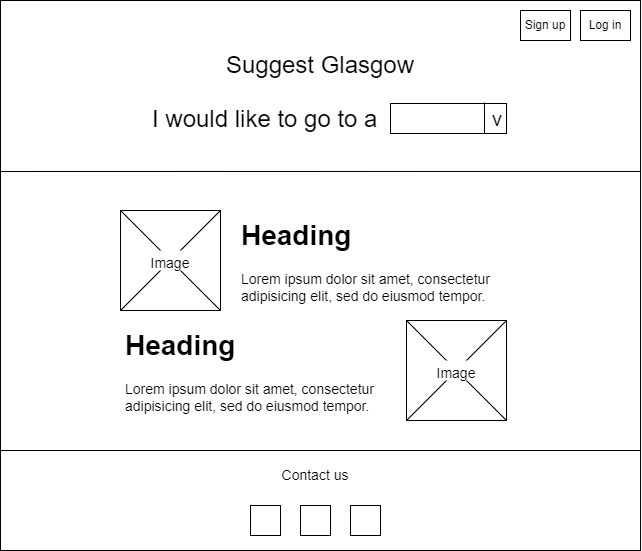 Sign up
Log in
Suggest Glasgow
I would like to go to a
v
Image
Heading
Lorem ipsum dolor sit amet, consectetur
adipisicing elit, sed do eiusmod tempor.
Heading
Lorem ipsum dolor sit amet, consectetur
adipisicing elit, sed do eiusmod tempor.
Image
Contact us